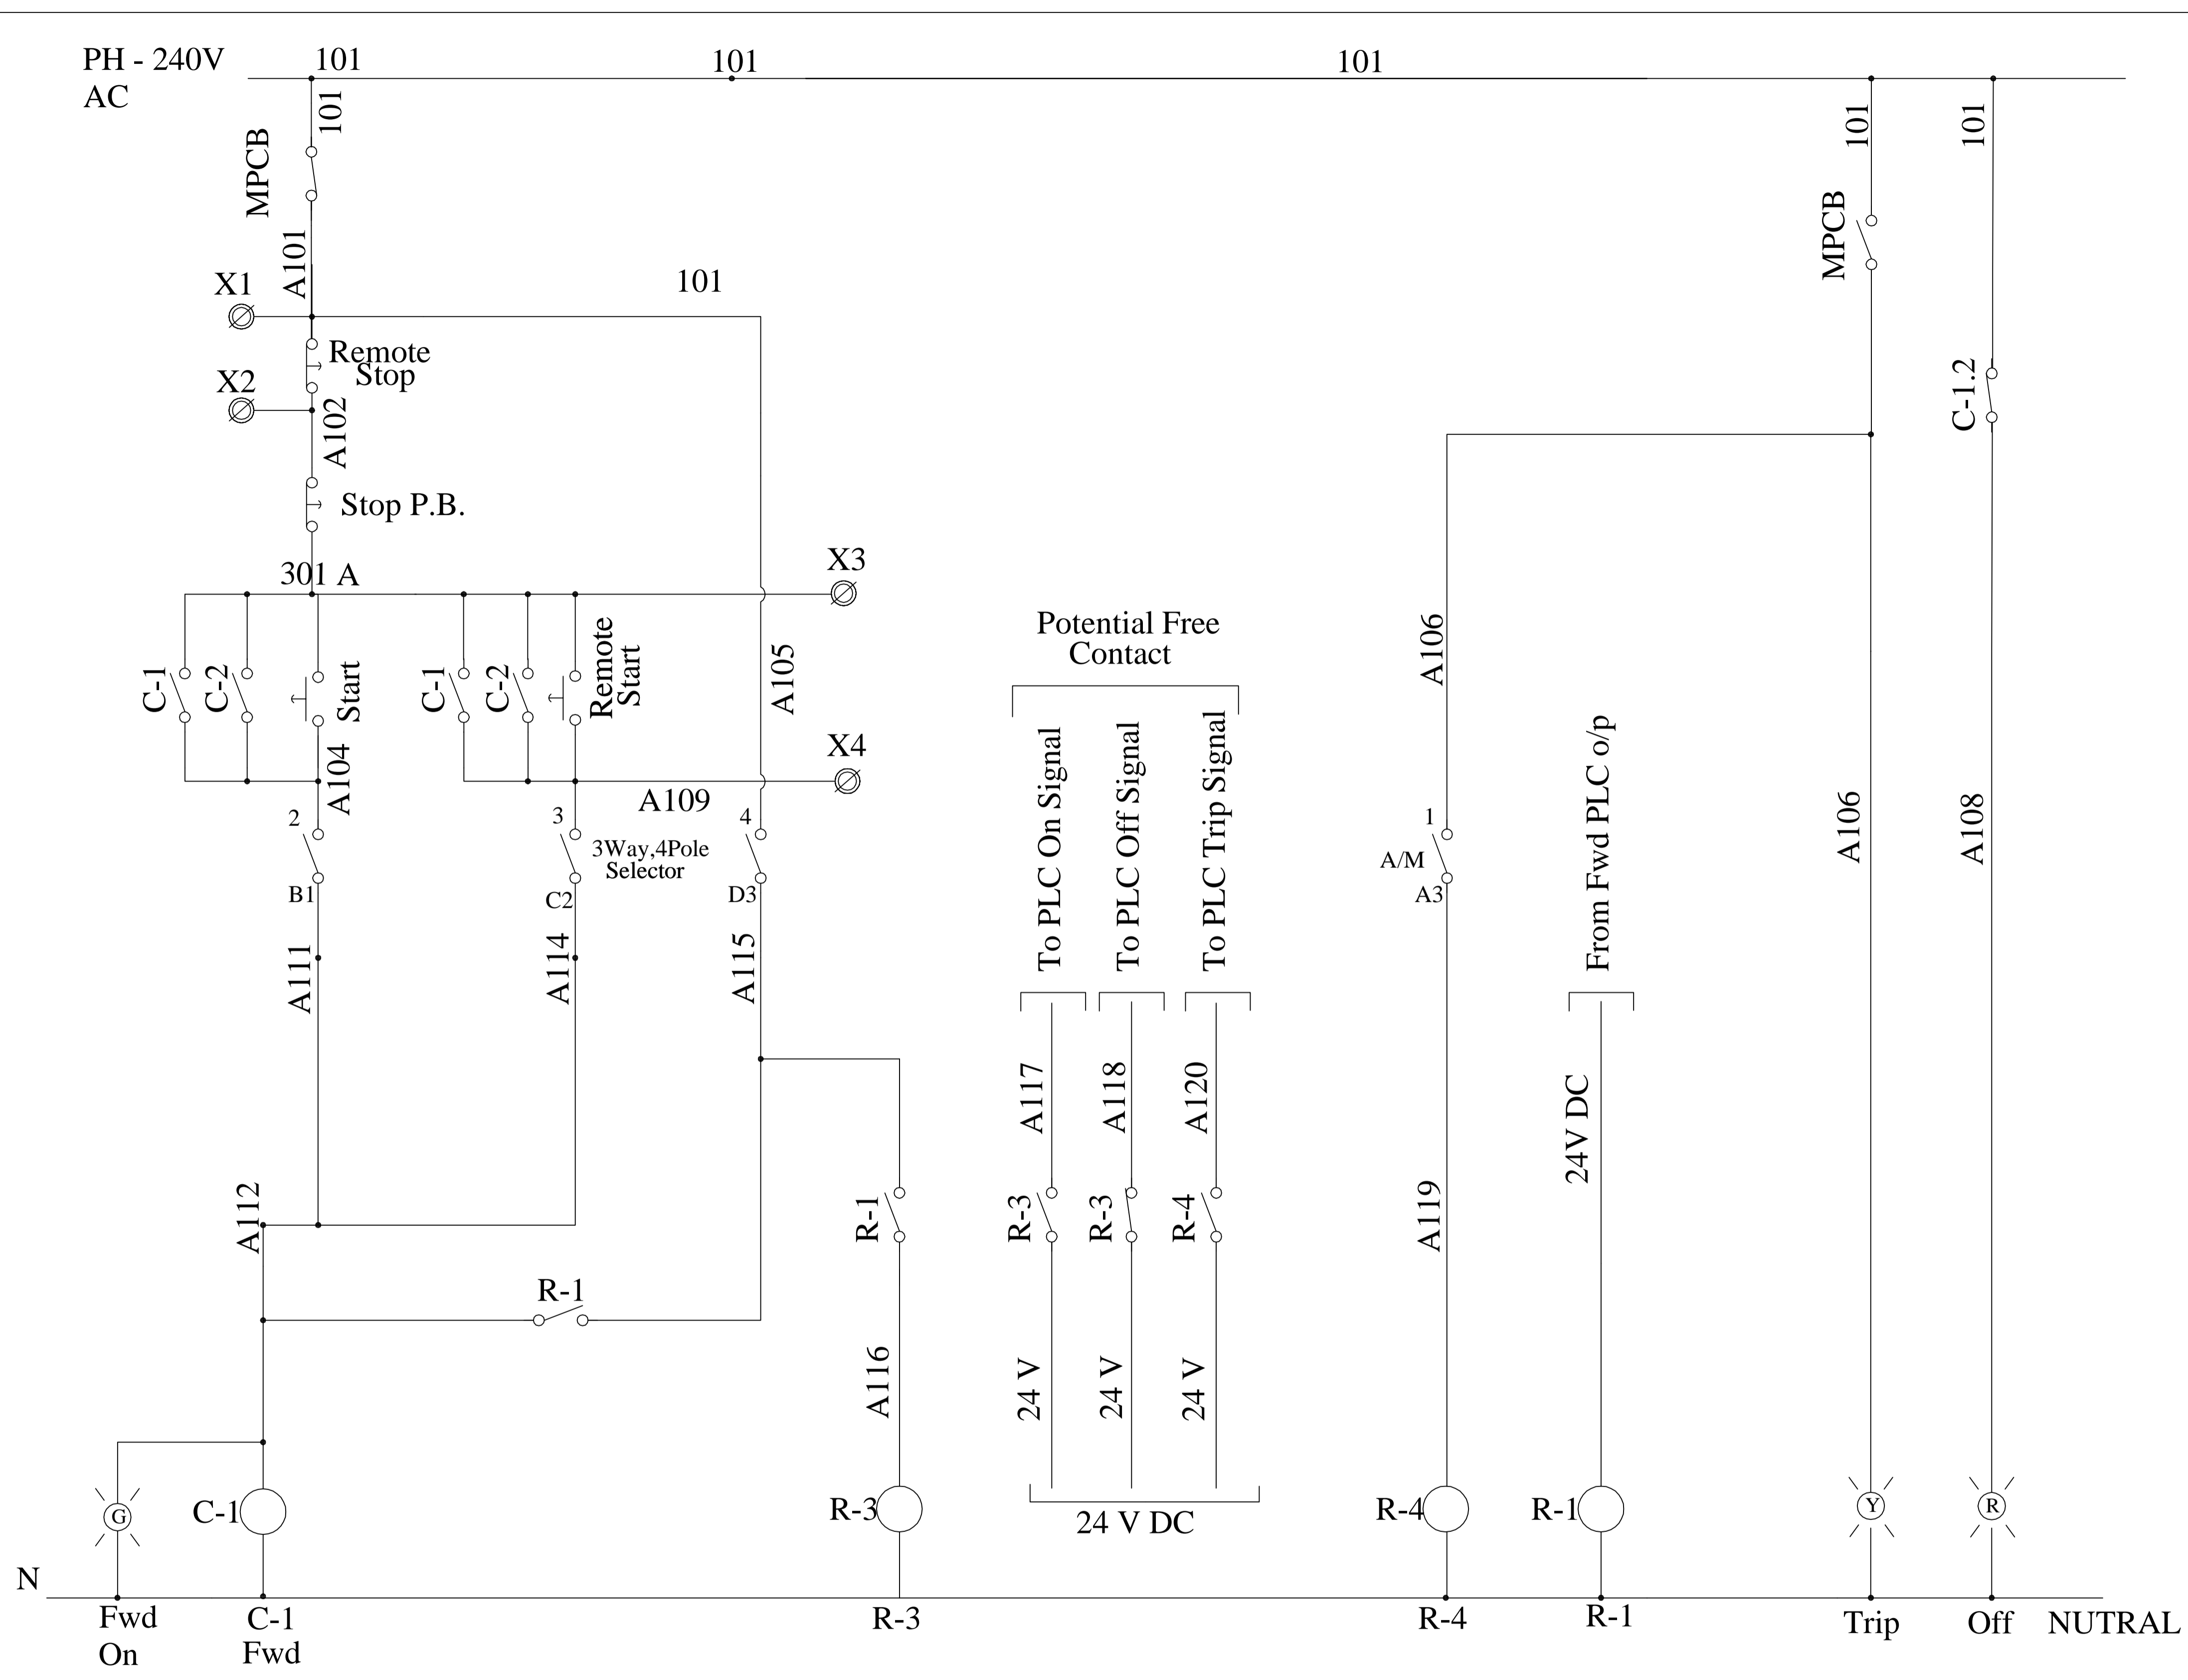 PH - 240V
AC
101
101
101
101
MPCB
A101
X1
101
Remote
Stop
X2
A102
Stop P.B.
301 A
X3
C-1
C-2
Start
C-1
C-2
Remote
Start
A105
A104
X4
A109
2
B1
3
3Way,4Pole
Selector
C2
4
D3
A111
A114
A115
A112
R-1
R-1
A116
G
C-1
R-3
Potential Free
Contact
To PLC On Signal
To PLC Off Signal
To PLC Trip Signal
A117
A118
A120
R-3
R-3
R-4
24 V
24 V
24 V
24 V DC
A106
1
A/M
A3
A119
R-4
From Fwd PLC o/p
24V DC
R-1
101
MPCB
A106
Y
101
C-1.2
A108
R
N
Fwd
On
C-1
Fwd
R-3
R-4
R-1
Trip
Off
NUTRAL